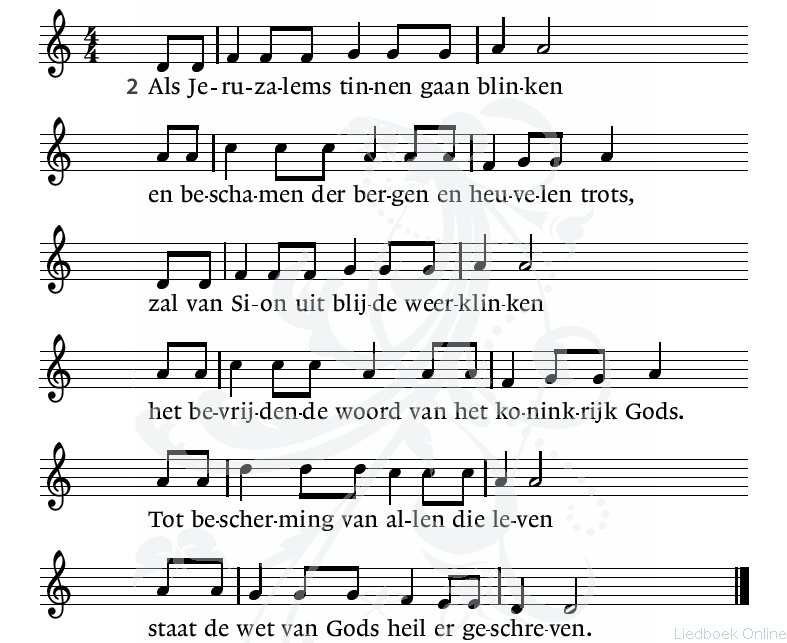 4
4
2 Als Je-ru-za-lems tin-nen gaan blin-ken
en be-scha-men der ber-gen en heu-ve-len trots,
zal van Si-on uit blij-de weer-klin-ken
het be-vrij-den-de woord van het ko-nink-rijk Gods.
Tot be-scher-ming van al-len die le-ven
staat de wet van Gods heil er ge-schre-ven.
Liedboek Online